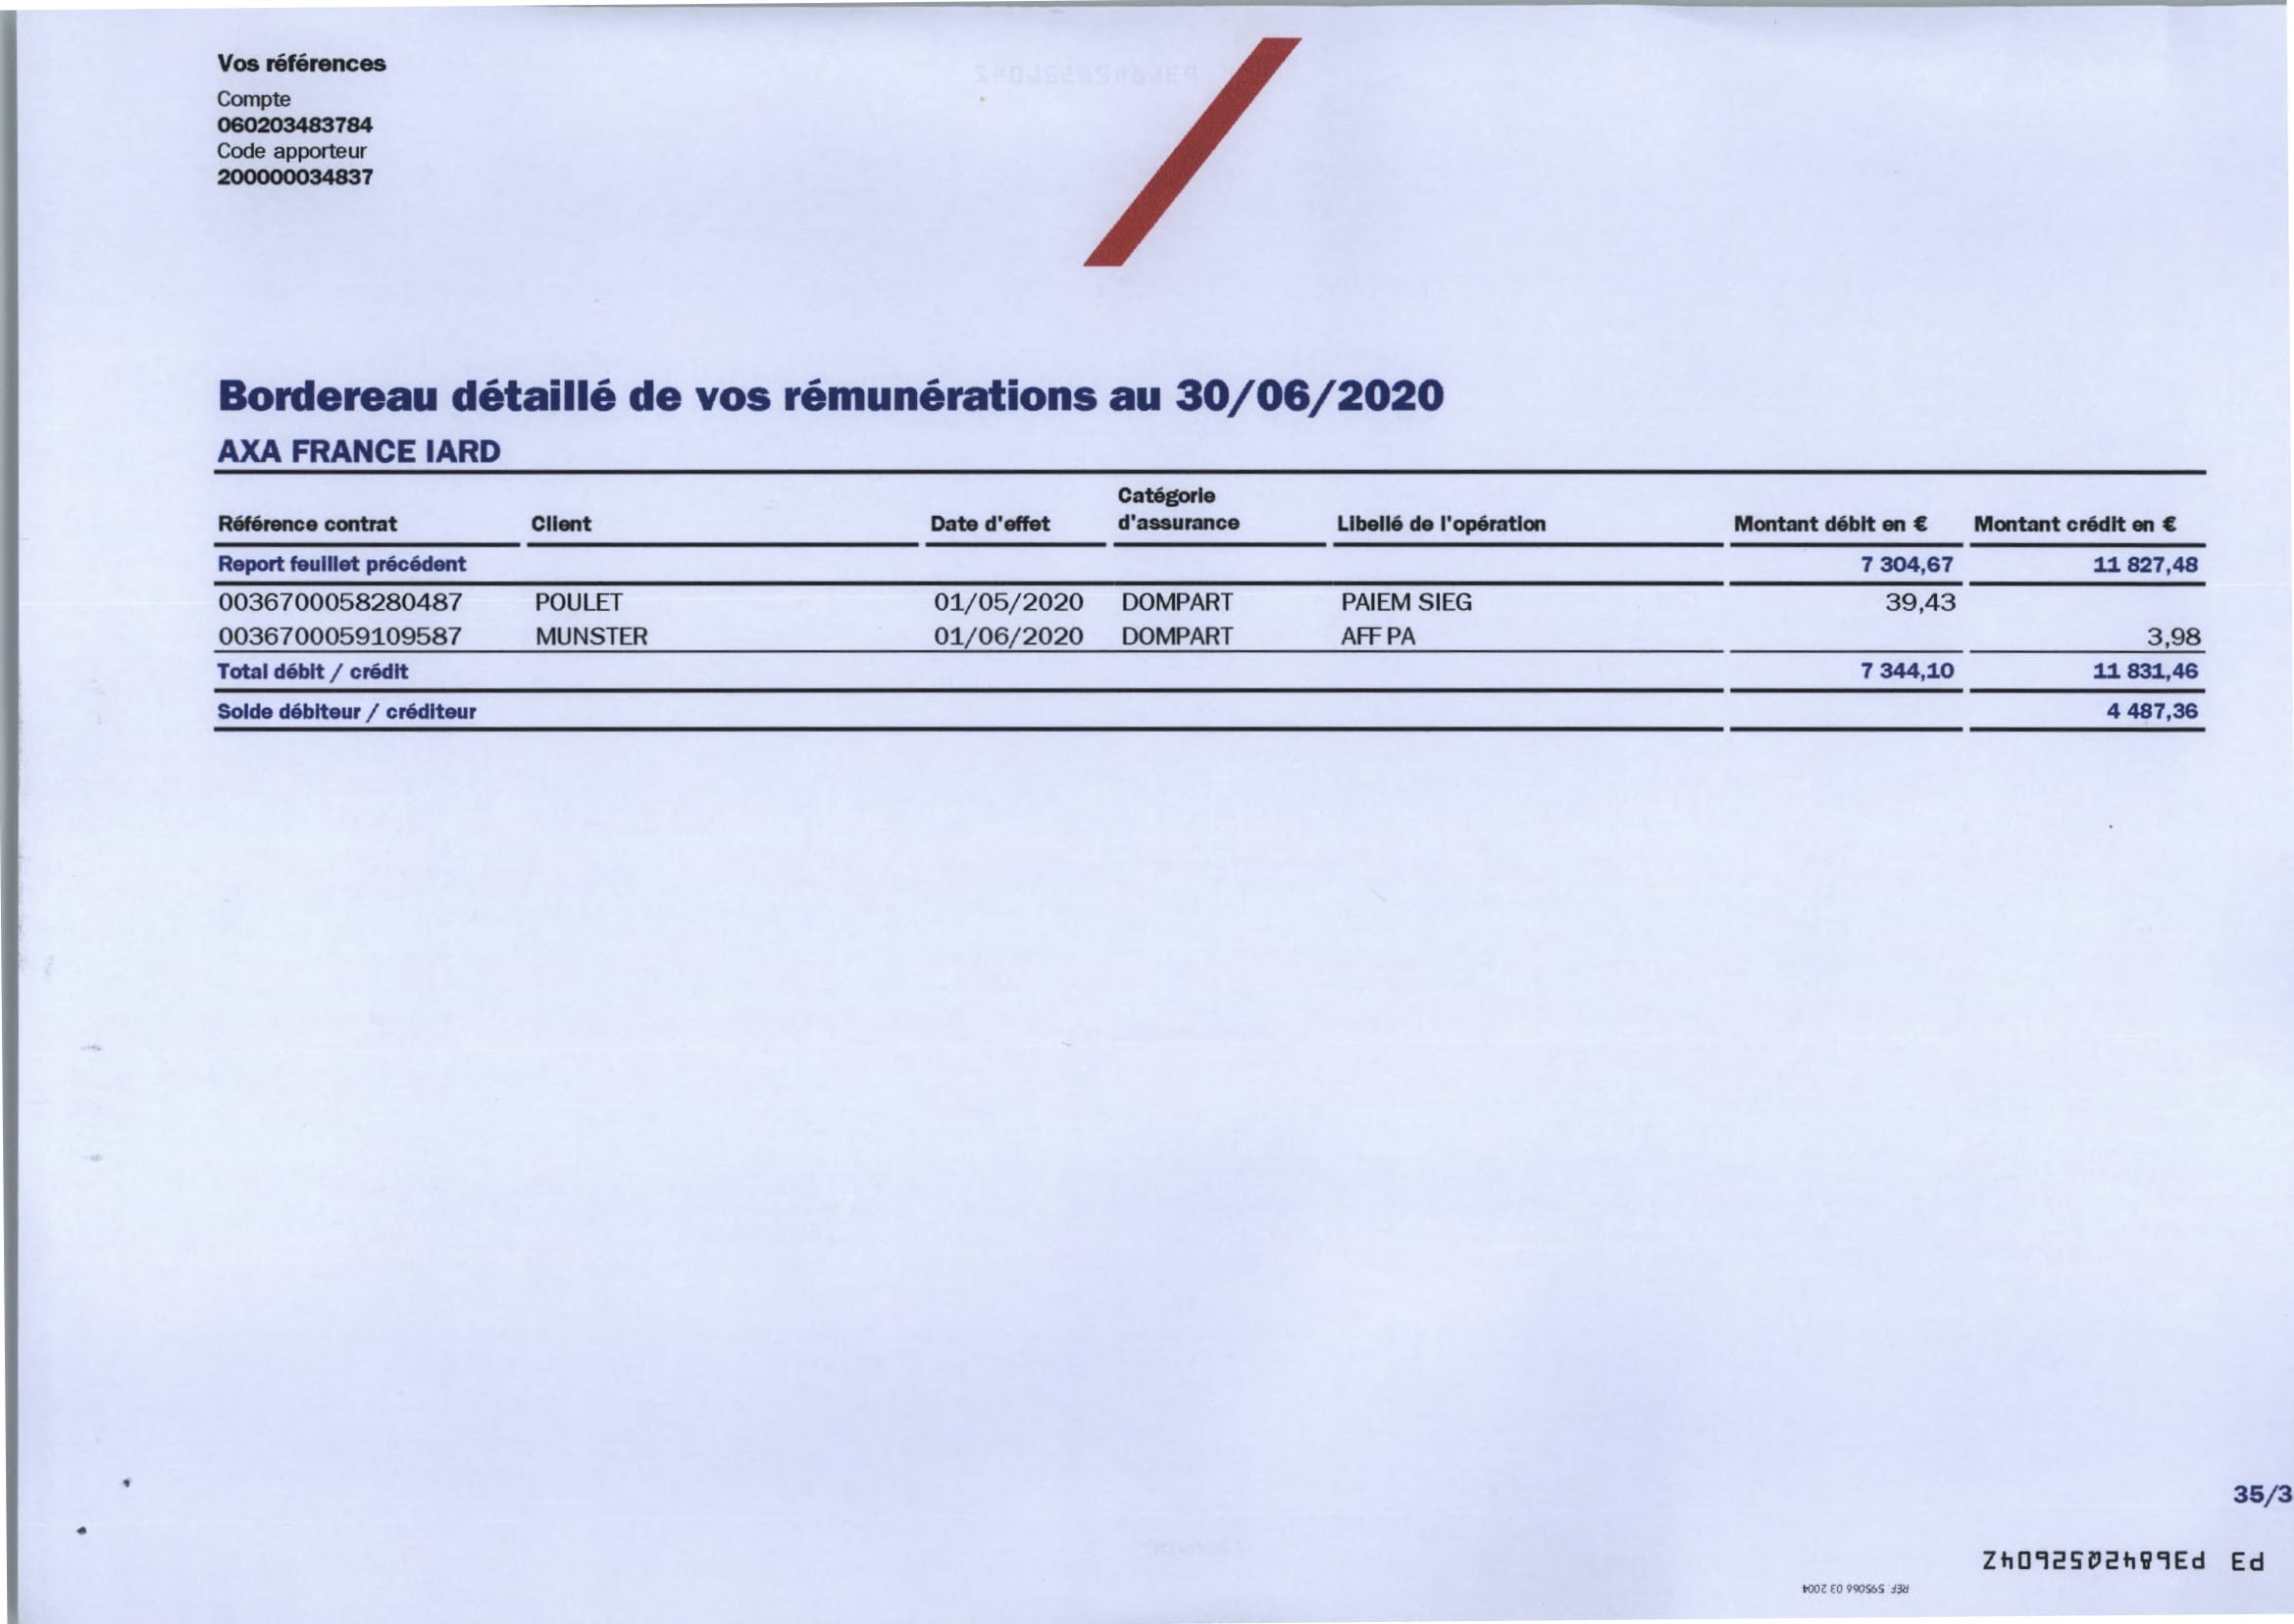 Vos références
Compte
060203483784
Code apporteur
200000034837
Bordereau détaillé de vos rémunérations au 30/06/2020
AXA FRANCE IARD
Référence contrat Client Date d'effet Catégorie d'assurance Libellé de l'opération Montant débit en € Montant crédit en €
Report feuillet précédent 7 304,67 11 827,48
0036700058280487 POULET 01/05/2020 DOMPART PAIEM SIEG 39,43
0036700059109587 MUNSTER 01/06/2020 DOMPART AFF PA 3,98
Total débit / crédit 7 344,10 11 831,46
Solde débiteur / créditeur 4 487,36
35/3
REF. 595066 03 2004